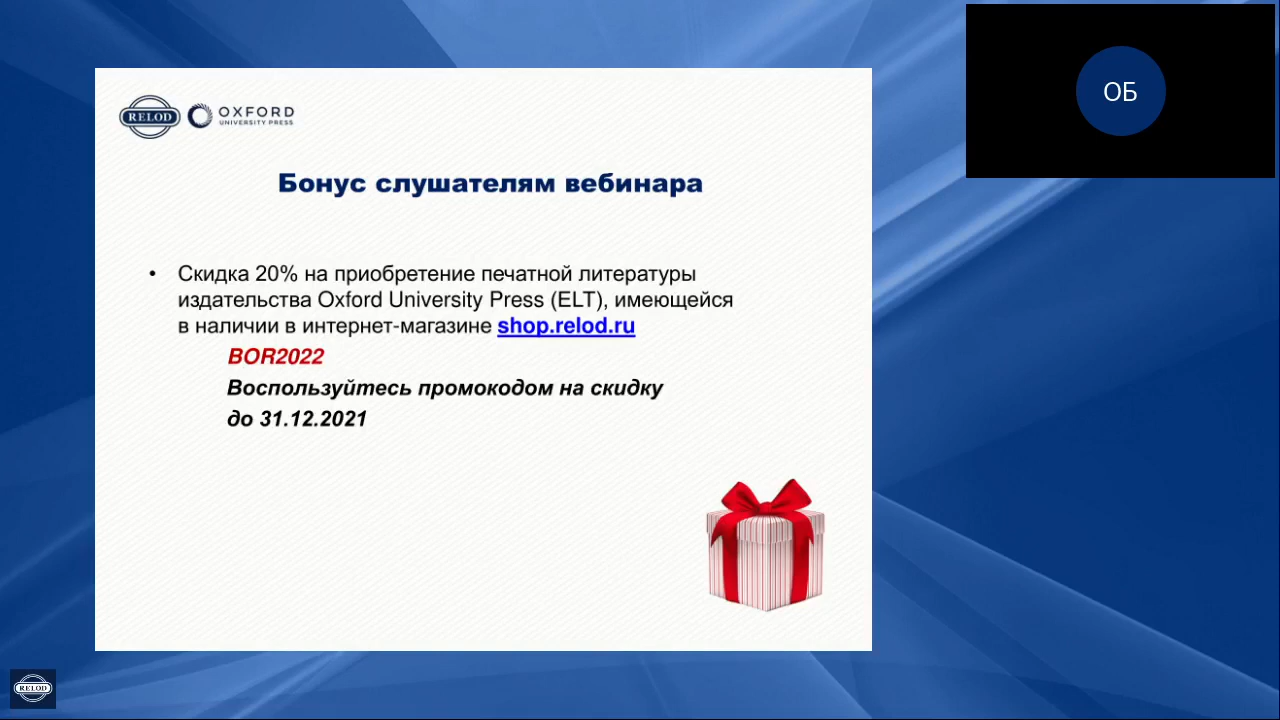 RELOD
OXFORD
UNIVERSITY PRESS
ОБ
Бонус слушателям вебинара
• Скидка 20% на приобретение печатной литературы
издательства Oxford University Press (ELT), имеющейся
в наличии в интернет-магазине shop.relod.ru
BOR2022
Воспользуйтесь промокодом на скидку
до 31.12.2021
RELOD